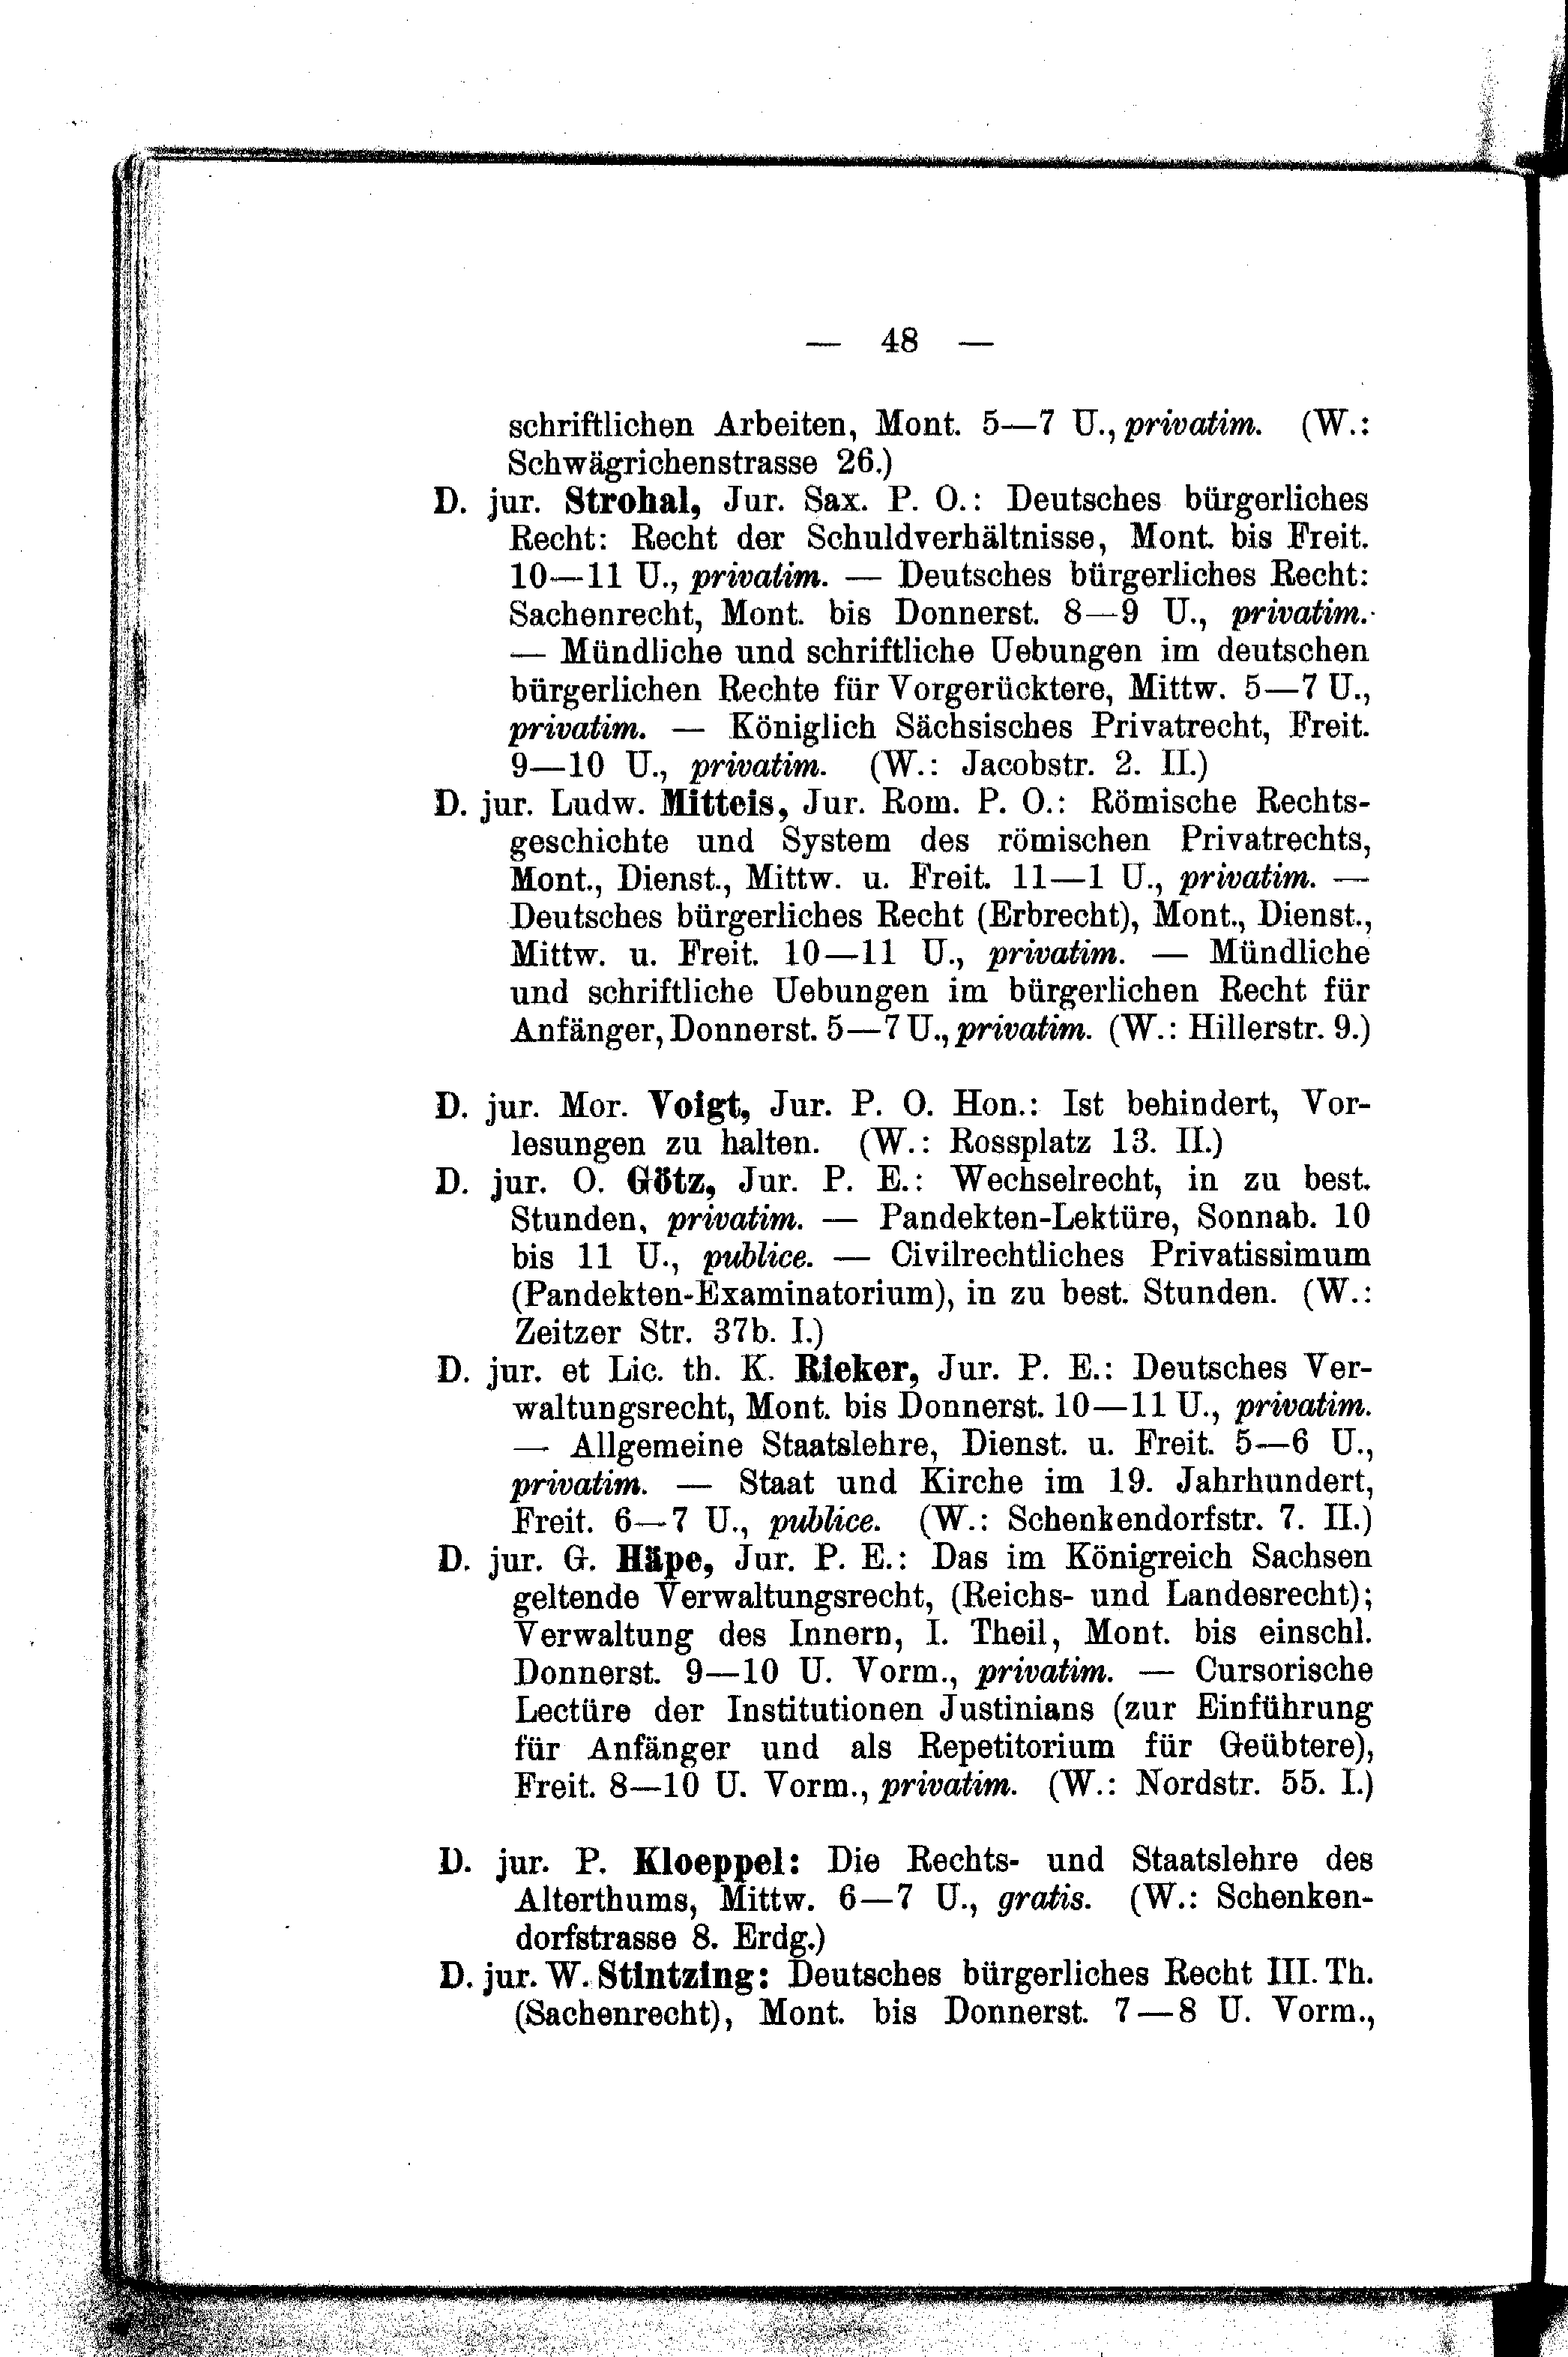 — 48 —
schriftlichen Arbeiten, Mont. 5—7 U., privatim. (W.:
Schwägrichenstrasse 26.)
D. jur. Strohal, Jur. Sax. P. O.: Deutsches bürgerliches
Recht: Recht der Schuldverhältnisse, Mont. bis Freit.
10—11 U., privatim. — Deutsches bürgerliches Recht:
Sachenrecht, Mont. bis Donnerst. 8—9 U., privatim.
— Mündliche und schriftliche Uebungen im deutschen
bürgerlichen Rechte für Vorgerücktere, Mittw. 5—7 U.,
privatim. — Königlich Sächsisches Privatrecht, Freit.
9—10 U., privatim. (W.: Jacobstr. 2. II.)
D. jur. Ludw. Mitteis, Jur. Rom. P. O.: Römische Rechts-
geschichte und System des römischen Privatrechts,
Mont., Dienst., Mittw. u. Freit. 11—1 U., privatim. —
Deutsches bürgerliches Recht (Erbrecht), Mont., Dienst.,
Mittw. u. Freit. 10—11 U., privatim. — Mündliche
und schriftliche Uebungen im bürgerlichen Recht für
Anfänger, Donnerst. 5—7 U., privatim. (W.: Hillerstr. 9.)
D. jur. Mor. Voigt, Jur. P. O. Hon.: Ist behindert, Vor-
lesungen zu halten. (W.: Rossplatz 13. II.)
D. jur. O. Götz, Jur. P. E.: Wechselrecht, in zu best.
Stunden, privatim. — Pandekten-Lektüre, Sonnab. 10
bis 11 U., publice. — Civilrechtliches Privatissimum
(Pandekten-Examinatorium), in zu best. Stunden. (W.:
Zeitzer Str. 37b. I.)
D. jur. et Lic. th. K. Rieker, Jur. P. E.: Deutsches Ver-
waltungsrecht, Mont. bis Donnerst. 10—11 U., privatim.
— Allgemeine Staatslehre, Dienst. u. Freit. 5—6 U.,
privatim. — Staat und Kirche im 19. Jahrhundert,
Freit. 6—7 U., publice. (W.: Schenkendorfstr. 7. II.)
D. jur. G. Häpe, Jur. P. E.: Das im Königreich Sachsen
geltende Verwaltungsrecht, (Reichs- und Landesrecht);
Verwaltung des Innern, I. Theil, Mont. bis einschl.
Donnerst. 9—10 U. Vorm., privatim. — Cursorische
Lectüre der Institutionen Justinians (zur Einführung
für Anfänger und als Repetitorium für Geübtere),
Freit. 8—10 U. Vorm., privatim. (W.: Nordstr. 55. I.)
D. jur. P. Kloeppel: Die Rechts- und Staatslehre des
Alterthums, Mittw. 6—7 U., gratis. (W.: Schenken-
dorfstrasse 8. Erdg.)
D. jur. W. Stintzing: Deutsches bürgerliches Recht III. Th.
(Sachenrecht), Mont. bis Donnerst. 7—8 U. Vorm.,